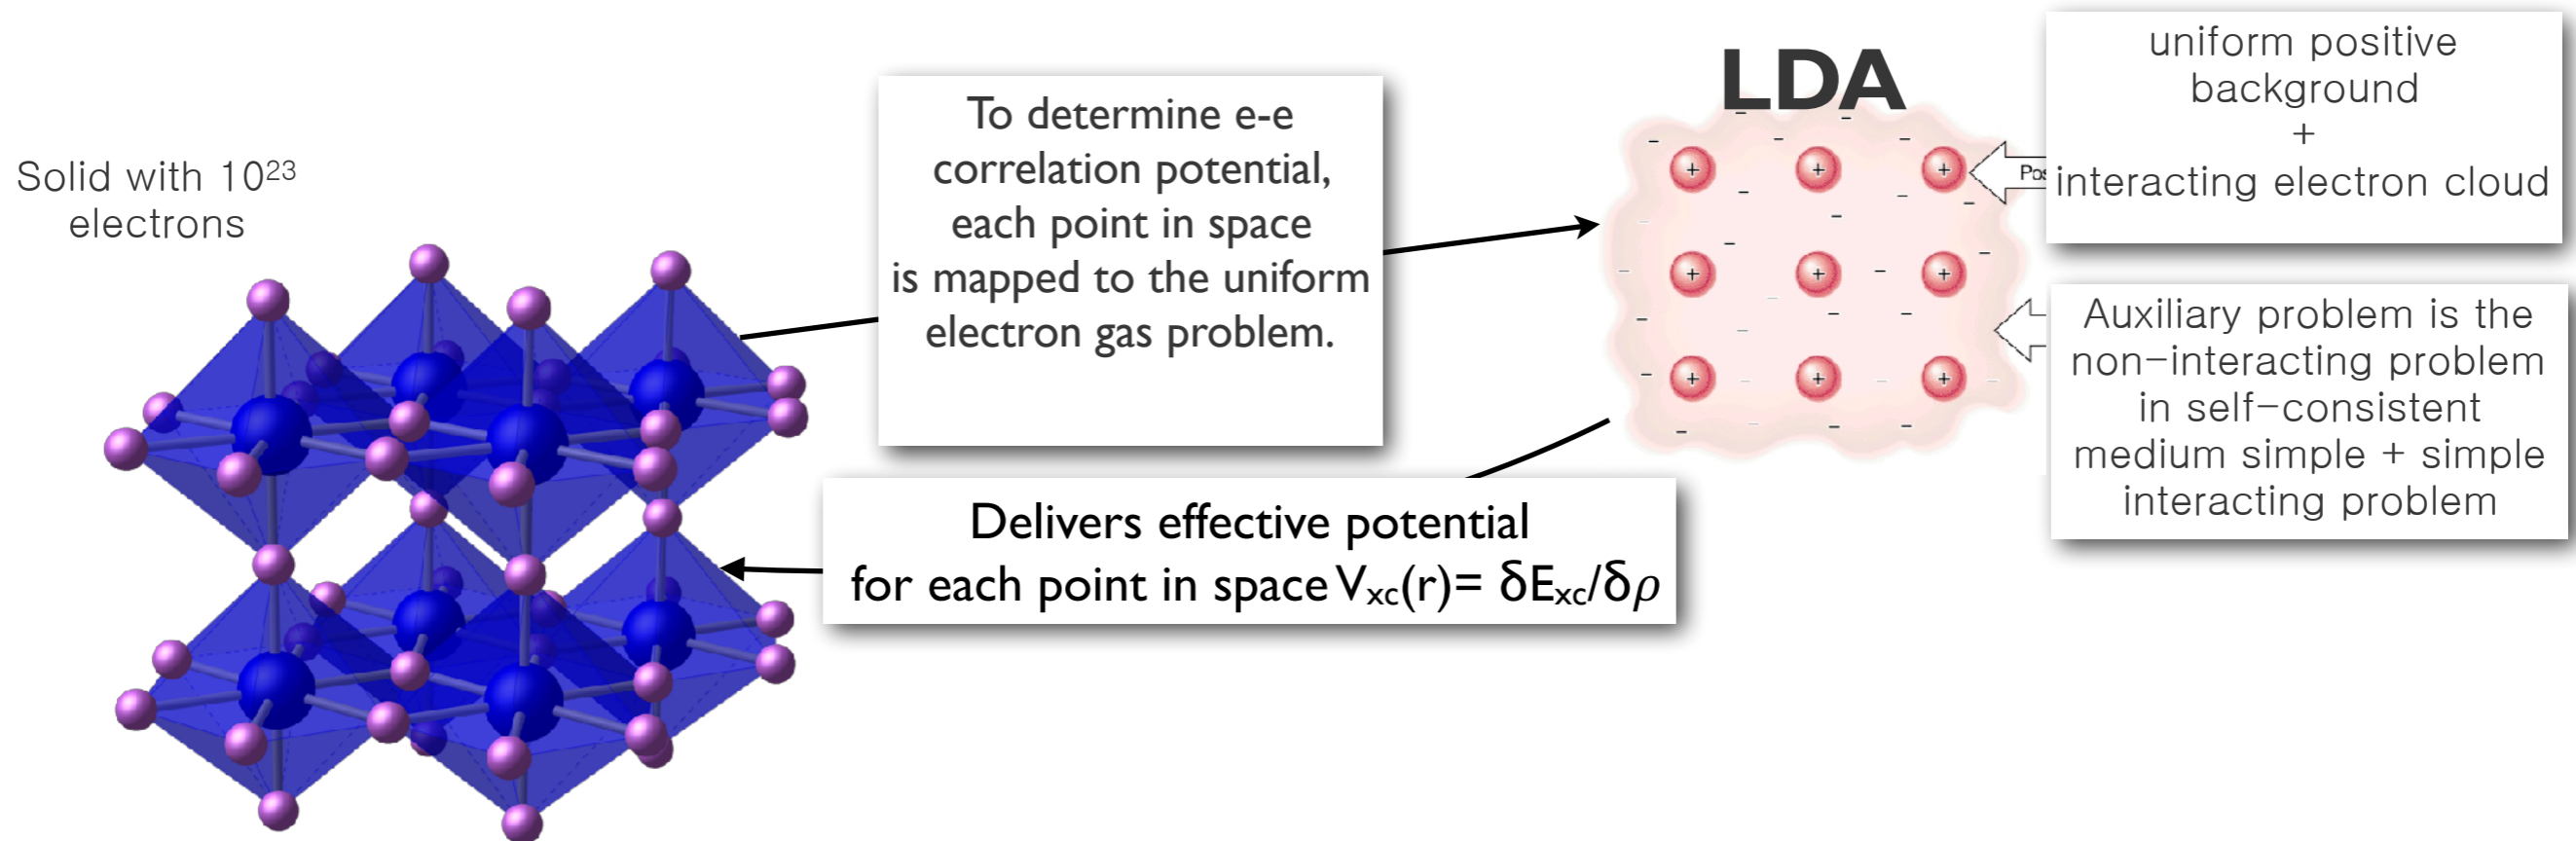 Solid with 10²³
electrons
To determine e-e
correlation potential,
each point in space
is mapped to the uniform
electron gas problem.
LDA
uniform positive
background
+
interacting electron cloud
Auxiliary problem is the
non-interacting problem
in self-consistent
medium simple + simple
interacting problem
Delivers effective potential
for each point in space Vₓc(r)= δEₓc/δρ